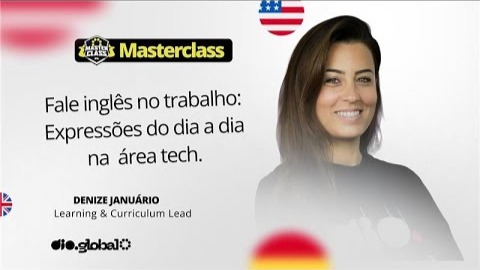 MASTER
CLASS
Masterclass
Fale inglês no trabalho:
Expressões do dia a dia
na área tech.
DENIZE JANUÁRIO
Learning & Curriculum Lead
dio.global